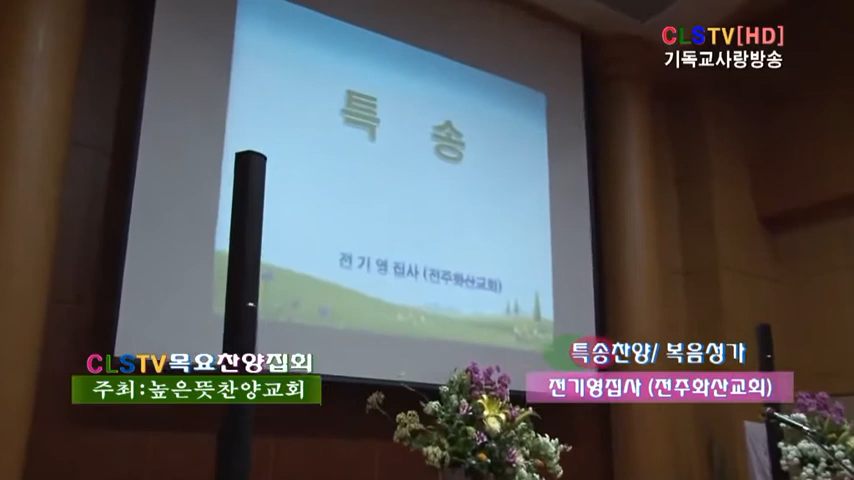 CLSTV[HD]
기독교사랑방송
특 송
전 기 영 집사 (전주화산교회)
CLSTV목요찬양집회
주최:높은뜻찬양교회
특송찬양/ 복음성가
전기영집사 (전주화산교회)